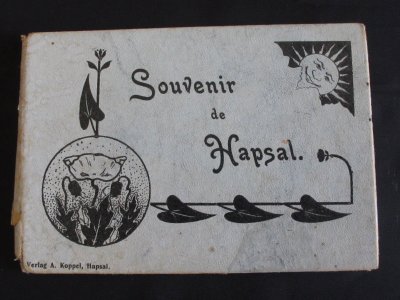 Souvenir
de
Hapsal.
Verlag A. Koppel, Hapsal.